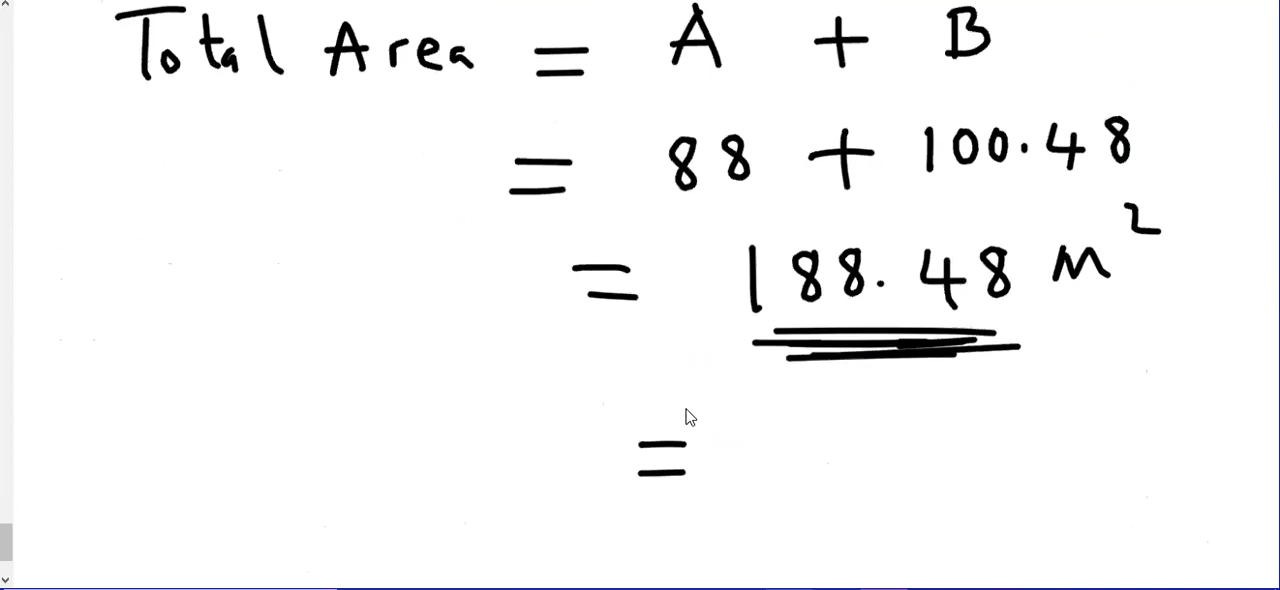 Total Area = A + B
= 88 + 100.48
= 188.48 m²
=